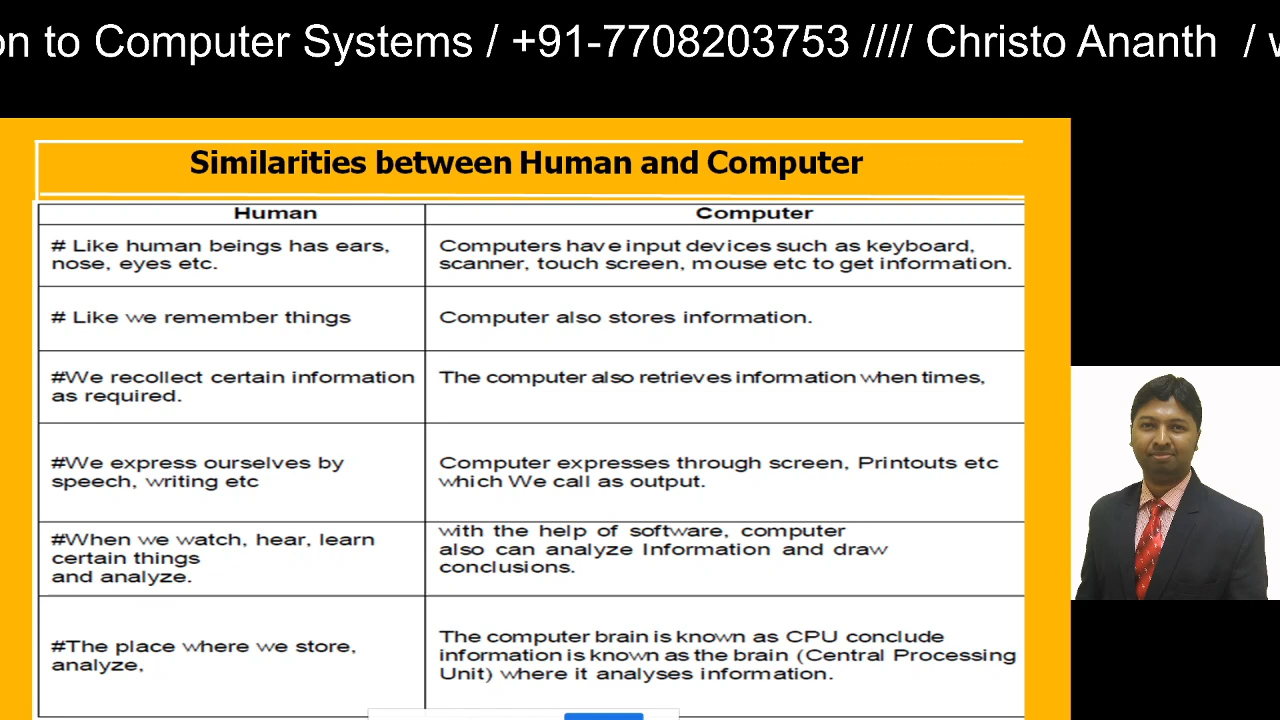 on to Computer Systems / +91-7708203753 //// Christo Ananth / w
Similarities between Human and Computer
Human
Computer
# Like human beings has ears,
nose, eyes etc.
Computers have input devices such as keyboard,
scanner, touch screen, mouse etc to get information.
# Like we remember things
Computer also stores information.
#We recollect certain information
as required.
The computer also retrieves information when times,
#We express ourselves by
speech, writing etc
Computer expresses through screen, Printouts etc
which We call as output.
#When we watch, hear, learn
certain things
and analyze.
with the help of software, computer
also can analyze Information and draw
conclusions.
#The place where we store,
analyze,
The computer brain is known as CPU conclude
information is known as the brain (Central Processing
Unit) where it analyses information.